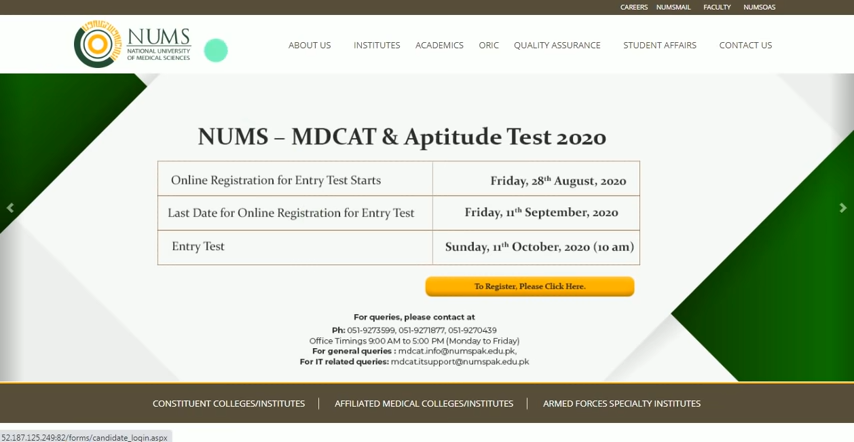 CAREERS NUMSMAIL FACULTY NUMSOAS
NUMS
NATIONAL UNIVERSITY
OF MEDICAL SCIENCES
ABOUT US INSTITUTES ACADEMICS ORIC QUALITY ASSURANCE STUDENT AFFAIRS CONTACT US
NUMS – MDCAT & Aptitude Test 2020
Online Registration for Entry Test Starts Friday, 28th August, 2020
Last Date for Online Registration for Entry Test Friday, 11th September, 2020
Entry Test Sunday, 11th October, 2020 (10 am)
To Register, Please Click Here.
For queries, please contact at
Ph: 051-9273599, 051-9271877, 051-9270439
Office Timings 9:00 AM to 5:00 PM (Monday to Friday)
For general queries : mdcat.info@numspak.edu.pk,
For IT related queries: mdcat.itsupport@numspak.edu.pk
CONSTITUENT COLLEGES/INSTITUTES | AFFILIATED MEDICAL COLLEGES/INSTITUTES | ARMED FORCES SPECIALTY INSTITUTES
52.187.125.249:82/forms/candidate_login.aspx